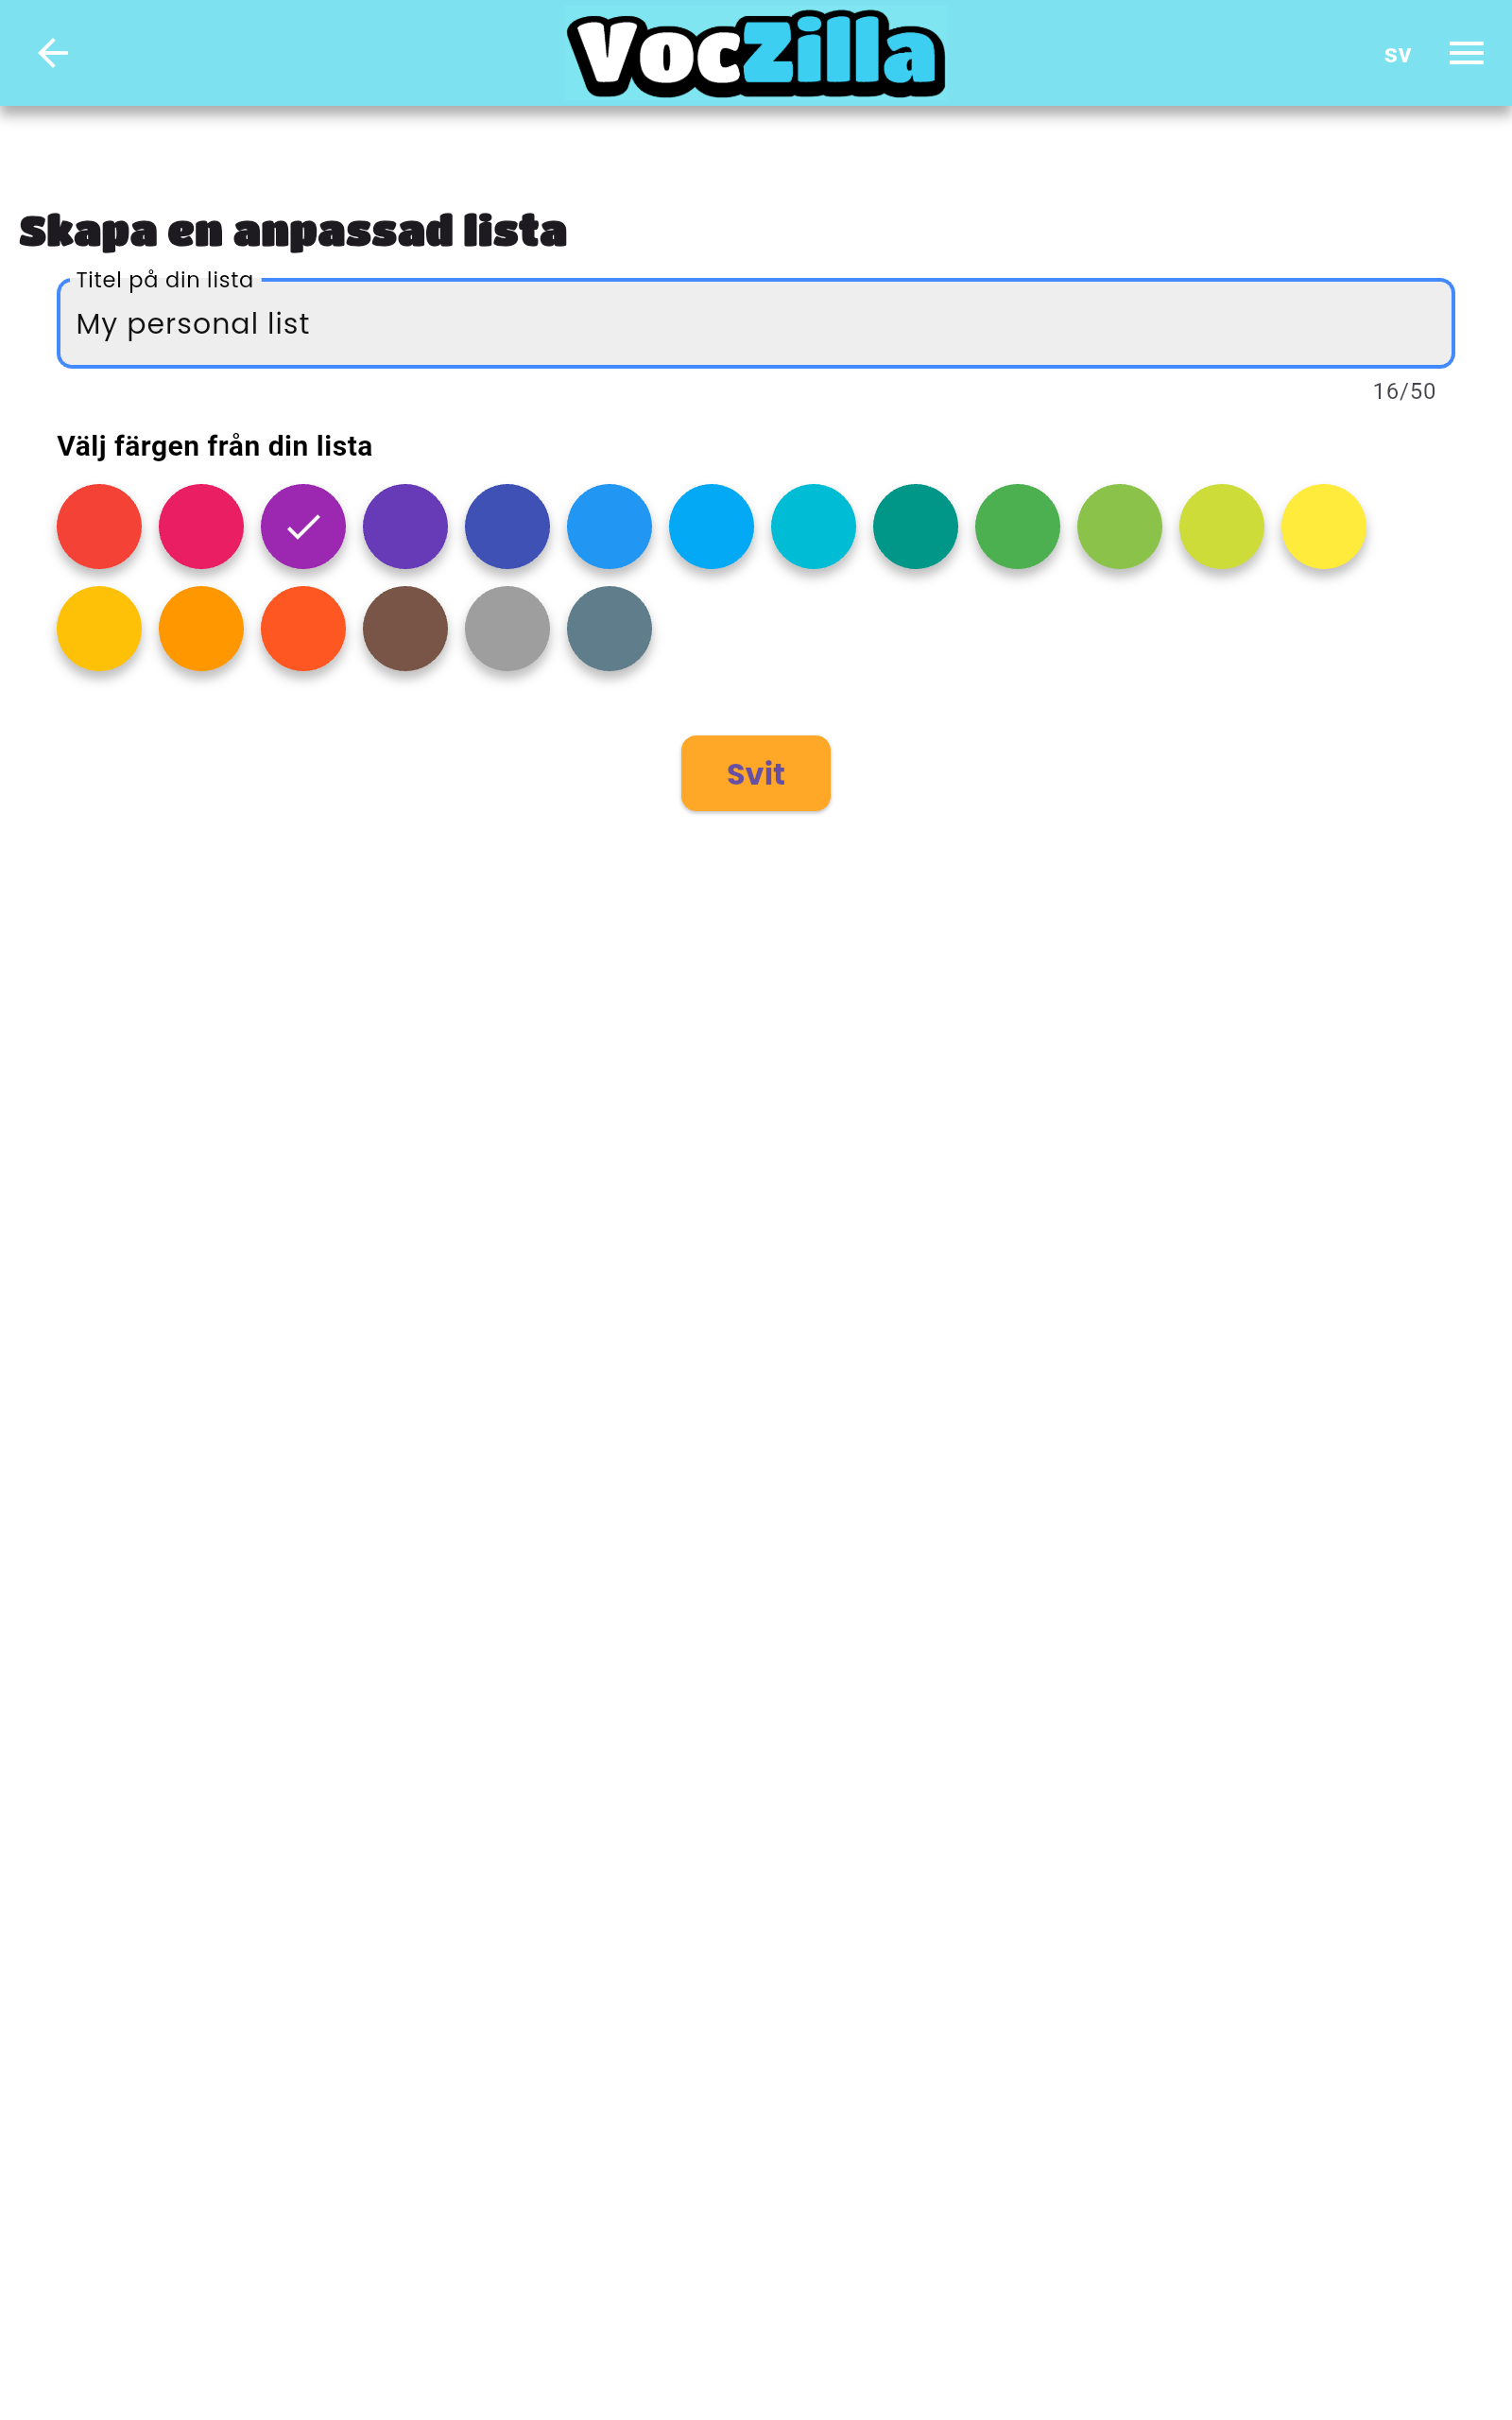 VocZilla
sv
Skapa en anpassad lista
Titel på din lista
My personal list
16/50
Välj färgen från din lista
Svit